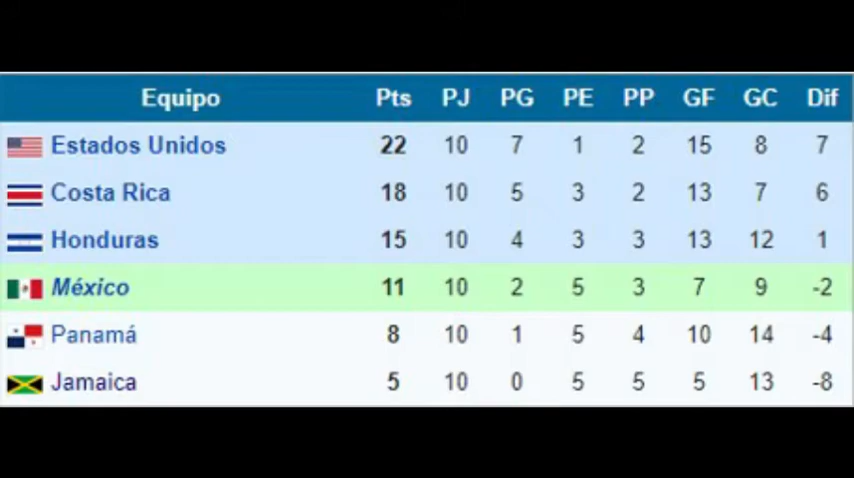 Equipo Pts PJ PG PE PP GF GC Dif
Estados Unidos 22 10 7 1 2 15 8 7
Costa Rica 18 10 5 3 2 13 7 6
Honduras 15 10 4 3 3 13 12 1
México 11 10 2 5 3 7 9 -2
Panamá 8 10 1 5 4 10 14 -4
Jamaica 5 10 0 5 5 5 13 -8